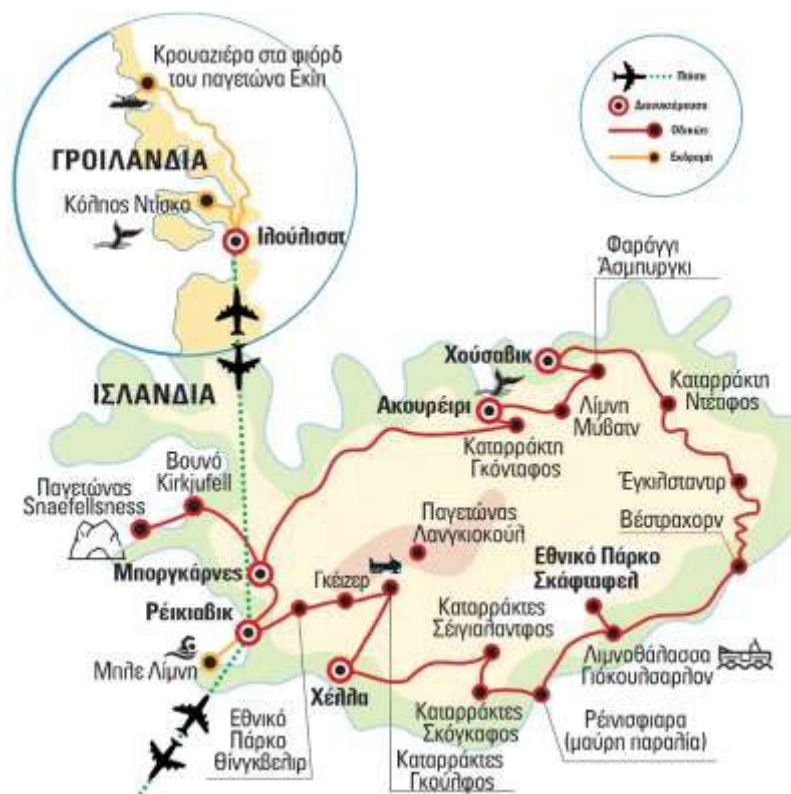 Κρουαζιέρα στα φιόρδ
του παγετώνα Εκίπ
ΓΡΟΙΛΑΝΔΙΑ
Κόλπος Ντίσκο
Ιλούλισατ
Πτήση
Διανυκτέρευση
Οδικώς
Εκδρομή
Φαράγγι
Άσμπυργκι
Χούσαβικ
ΙΣΛΑΝΔΙΑ
Ακουρέιρι
Λίμνη
Μύβατν
Καταρράκτη
Ντέτιφος
Καταρράκτη
Γκόνταφος
Βουνό
Kirkjufell
Παγετώνας
Snaefellsness
Παγετώνας
Λανγκιοκούλ
Έγκιλσταντιρ
Βέστραχορν
Μποργκάρνες
Γκέιζερ
Εθνικό Πάρκο
Σκάφταφελ
Ρέικιαβικ
Καταρράκτες
Σέιγιαλαντφος
Μπλε Λίμνη
Χέλλα
Λιμνοθάλασσα
Γιόκουλσαρλον
Εθνικό
Πάρκο
Θίνγκβελιρ
Καταρράκτες
Σκόγκαφος
Ρέινισφιαρα
(μαύρη παραλία)
Καταρράκτες
Γκούλφος